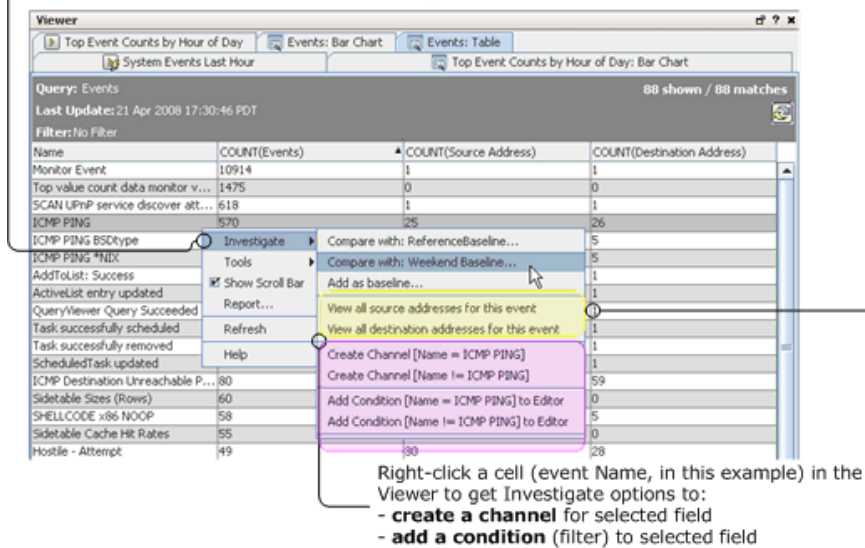 Viewer
Top Event Counts by Hour of Day
Events: Bar Chart
Events: Table
System Events Last Hour
Top Event Counts by Hour of Day: Bar Chart
Query: Events
88 shown / 88 matches
Last Update: 21 Apr 2008 17:30:46 PDT
Filter: No Filter
Name COUNT(Events) COUNT(Source Address) COUNT(Destination Address)
Monitor Event 10914 1 1
Top value count data monitor v... 1475 0 0
SCAN UPnP service discover att... 618 1 1
ICMP PING 570 25 26
ICMP PING BSDtype 5
ICMP PING *NIX 5
AddToList: Success 1
ActiveList entry updated 1
QueryViewer Query Succeeded 1
Task successfully scheduled 1
Task successfully removed 1
ScheduledTask updated 1
ICMP Destination Unreachable P... 80 59
Sidetable Sizes (Rows) 60 0
SHELLCODE x86 NOOP 58 5
Sidetable Cache Hit Rates 55 0
Hostile - Attempt 49 30 28
Investigate
Tools
Show Scroll Bar
Report...
Refresh
Help
Compare with: ReferenceBaseline...
Compare with: Weekend Baseline...
Add as baseline...
View all source addresses for this event
View all destination addresses for this event
Create Channel [Name = ICMP PING]
Create Channel [Name != ICMP PING]
Add Condition [Name = ICMP PING] to Editor
Add Condition [Name != ICMP PING] to Editor
Right-click a cell (event Name, in this example) in the
Viewer to get Investigate options to:
- create a channel for selected field
- add a condition (filter) to selected field